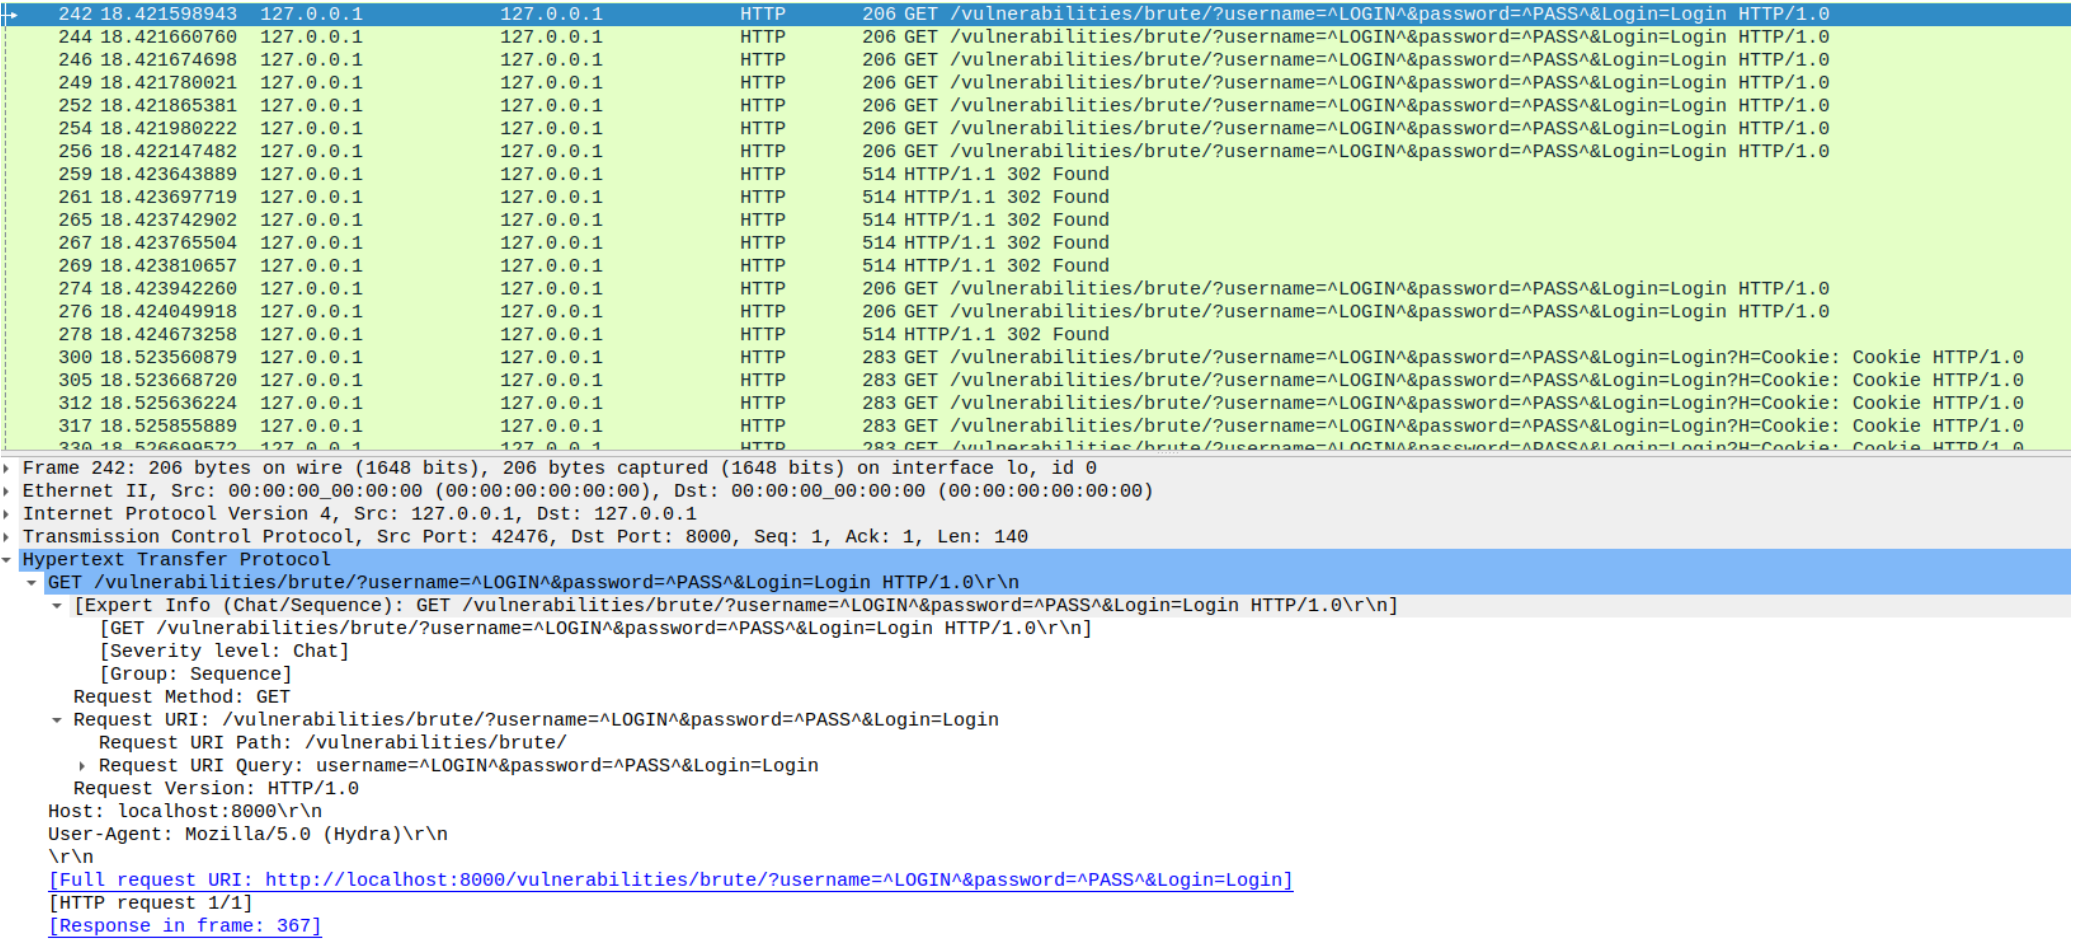 242 18.421598943 127.0.0.1 127.0.0.1 HTTP 206 GET /vulnerabilities/brute/?username=^LOGIN^&password=^PASS^&Login=Login HTTP/1.0
244 18.421660760 127.0.0.1 127.0.0.1 HTTP 206 GET /vulnerabilities/brute/?username=^LOGIN^&password=^PASS^&Login=Login HTTP/1.0
246 18.421674698 127.0.0.1 127.0.0.1 HTTP 206 GET /vulnerabilities/brute/?username=^LOGIN^&password=^PASS^&Login=Login HTTP/1.0
249 18.421780021 127.0.0.1 127.0.0.1 HTTP 206 GET /vulnerabilities/brute/?username=^LOGIN^&password=^PASS^&Login=Login HTTP/1.0
252 18.421865381 127.0.0.1 127.0.0.1 HTTP 206 GET /vulnerabilities/brute/?username=^LOGIN^&password=^PASS^&Login=Login HTTP/1.0
254 18.421980222 127.0.0.1 127.0.0.1 HTTP 206 GET /vulnerabilities/brute/?username=^LOGIN^&password=^PASS^&Login=Login HTTP/1.0
256 18.422147482 127.0.0.1 127.0.0.1 HTTP 206 GET /vulnerabilities/brute/?username=^LOGIN^&password=^PASS^&Login=Login HTTP/1.0
259 18.423643889 127.0.0.1 127.0.0.1 HTTP 514 HTTP/1.1 302 Found
261 18.423697719 127.0.0.1 127.0.0.1 HTTP 514 HTTP/1.1 302 Found
265 18.423742902 127.0.0.1 127.0.0.1 HTTP 514 HTTP/1.1 302 Found
267 18.423765504 127.0.0.1 127.0.0.1 HTTP 514 HTTP/1.1 302 Found
269 18.423810657 127.0.0.1 127.0.0.1 HTTP 514 HTTP/1.1 302 Found
274 18.423942260 127.0.0.1 127.0.0.1 HTTP 206 GET /vulnerabilities/brute/?username=^LOGIN^&password=^PASS^&Login=Login HTTP/1.0
276 18.424049918 127.0.0.1 127.0.0.1 HTTP 206 GET /vulnerabilities/brute/?username=^LOGIN^&password=^PASS^&Login=Login HTTP/1.0
278 18.424673258 127.0.0.1 127.0.0.1 HTTP 514 HTTP/1.1 302 Found
300 18.523560879 127.0.0.1 127.0.0.1 HTTP 283 GET /vulnerabilities/brute/?username=^LOGIN^&password=^PASS^&Login=Login?H=Cookie: Cookie HTTP/1.0
305 18.523668720 127.0.0.1 127.0.0.1 HTTP 283 GET /vulnerabilities/brute/?username=^LOGIN^&password=^PASS^&Login=Login?H=Cookie: Cookie HTTP/1.0
312 18.525636224 127.0.0.1 127.0.0.1 HTTP 283 GET /vulnerabilities/brute/?username=^LOGIN^&password=^PASS^&Login=Login?H=Cookie: Cookie HTTP/1.0
317 18.525855889 127.0.0.1 127.0.0.1 HTTP 283 GET /vulnerabilities/brute/?username=^LOGIN^&password=^PASS^&Login=Login?H=Cookie: Cookie HTTP/1.0
330 18.526699572 127.0.0.1 127.0.0.1 HTTP 283 GET /vulnerabilities/brute/?username=^LOGIN^&password=^PASS^&Login=Login?H=Cookie: Cookie HTTP/1.0
Frame 242: 206 bytes on wire (1648 bits), 206 bytes captured (1648 bits) on interface lo, id 0
Ethernet II, Src: 00:00:00_00:00:00 (00:00:00:00:00:00), Dst: 00:00:00_00:00:00 (00:00:00:00:00:00)
Internet Protocol Version 4, Src: 127.0.0.1, Dst: 127.0.0.1
Transmission Control Protocol, Src Port: 42476, Dst Port: 8000, Seq: 1, Ack: 1, Len: 140
Hypertext Transfer Protocol
GET /vulnerabilities/brute/?username=^LOGIN^&password=^PASS^&Login=Login HTTP/1.0\r\n
[Expert Info (Chat/Sequence): GET /vulnerabilities/brute/?username=^LOGIN^&password=^PASS^&Login=Login HTTP/1.0\r\n]
[GET /vulnerabilities/brute/?username=^LOGIN^&password=^PASS^&Login=Login HTTP/1.0\r\n]
[Severity level: Chat]
[Group: Sequence]
Request Method: GET
Request URI: /vulnerabilities/brute/?username=^LOGIN^&password=^PASS^&Login=Login
Request URI Path: /vulnerabilities/brute/
Request URI Query: username=^LOGIN^&password=^PASS^&Login=Login
Request Version: HTTP/1.0
Host: localhost:8000\r\n
User-Agent: Mozilla/5.0 (Hydra)\r\n
\r\n
[Full request URI: http://localhost:8000/vulnerabilities/brute/?username=^LOGIN^&password=^PASS^&Login=Login]
[HTTP request 1/1]
[Response in frame: 367]